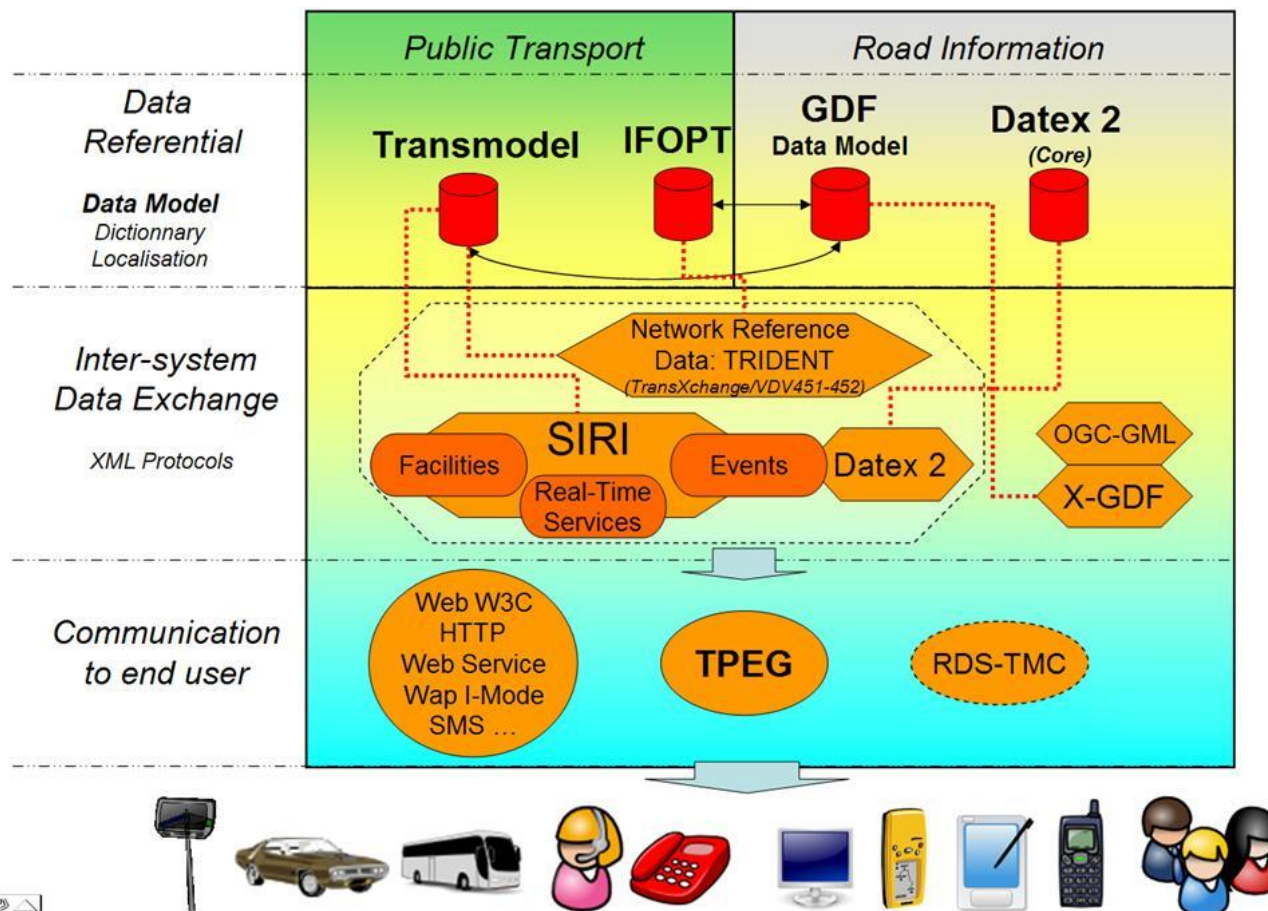 Public Transport
Road Information
Data
Referential
Data Model
Dictionnary
Localisation
Transmodel
IFOPT
GDF
Data Model
Datex 2
(Core)
Inter-system
Data Exchange
XML Protocols
Network Reference
Data: TRIDENT
(TransXchange/VDV451-452)
SIRI
Facilities
Real-Time
Services
Events
Datex 2
OGC-GML
X-GDF
Communication
to end user
Web W3C
HTTP
Web Service
Wap I-Mode
SMS ...
TPEG
RDS-TMC